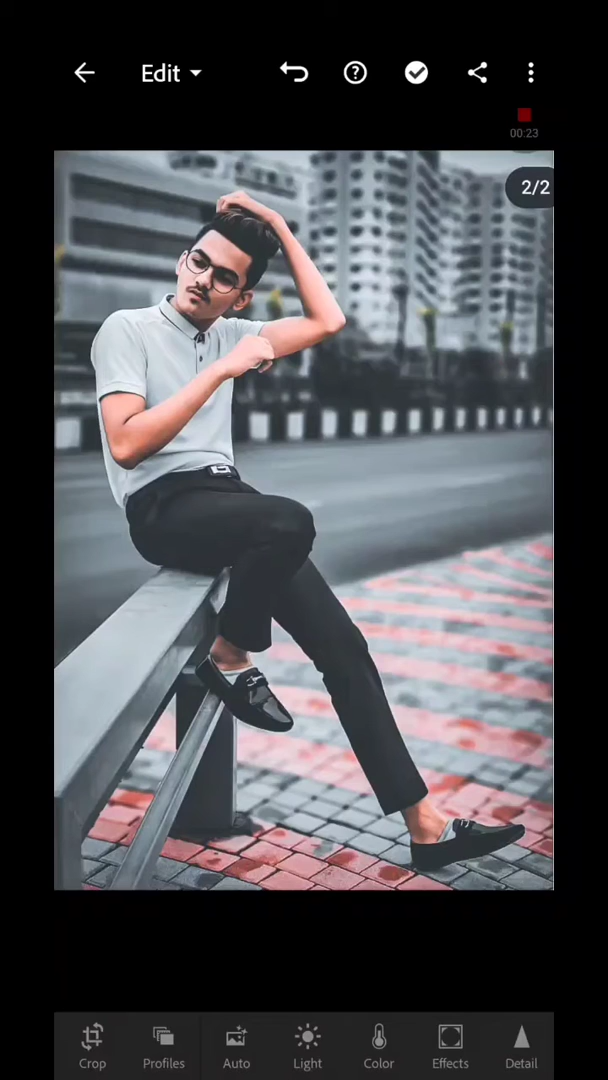 Edit
00:23
2/2
Crop
Profiles
Auto
Light
Color
Effects
Detail